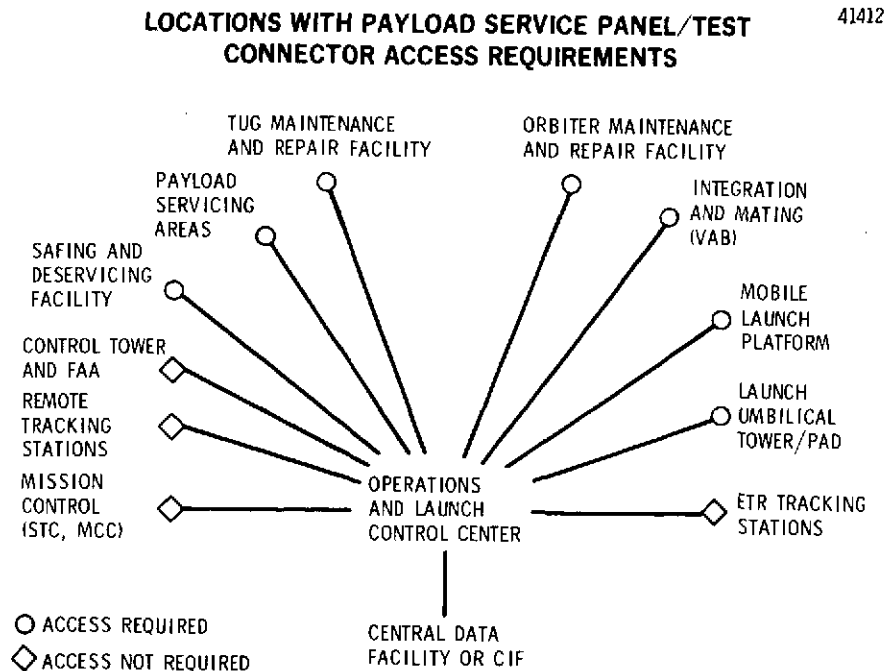 41412
LOCATIONS WITH PAYLOAD SERVICE PANEL/TEST
CONNECTOR ACCESS REQUIREMENTS
TUG MAINTENANCE
AND REPAIR FACILITY
ORBITER MAINTENANCE
AND REPAIR FACILITY
PAYLOAD
SERVICING
AREAS
INTEGRATION
AND MATING
(VAB)
SAFING AND
DESERVICING
FACILITY
MOBILE
LAUNCH
PLATFORM
CONTROL TOWER
AND FAA
LAUNCH
UMBILICAL
TOWER/PAD
REMOTE
TRACKING
STATIONS
MISSION
CONTROL
(STC, MCC)
OPERATIONS
AND LAUNCH
CONTROL CENTER
ETR TRACKING
STATIONS
ACCESS REQUIRED
ACCESS NOT REQUIRED
CENTRAL DATA
FACILITY OR CIF